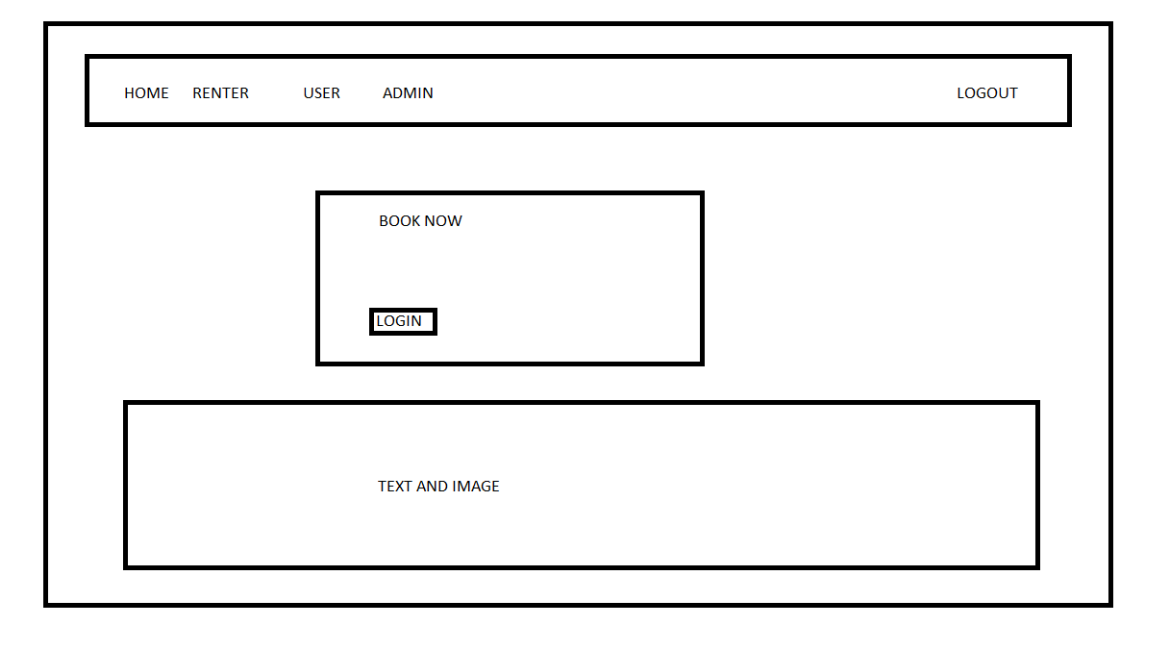 HOME RENTER USER ADMIN LOGOUT
BOOK NOW
LOGIN
TEXT AND IMAGE